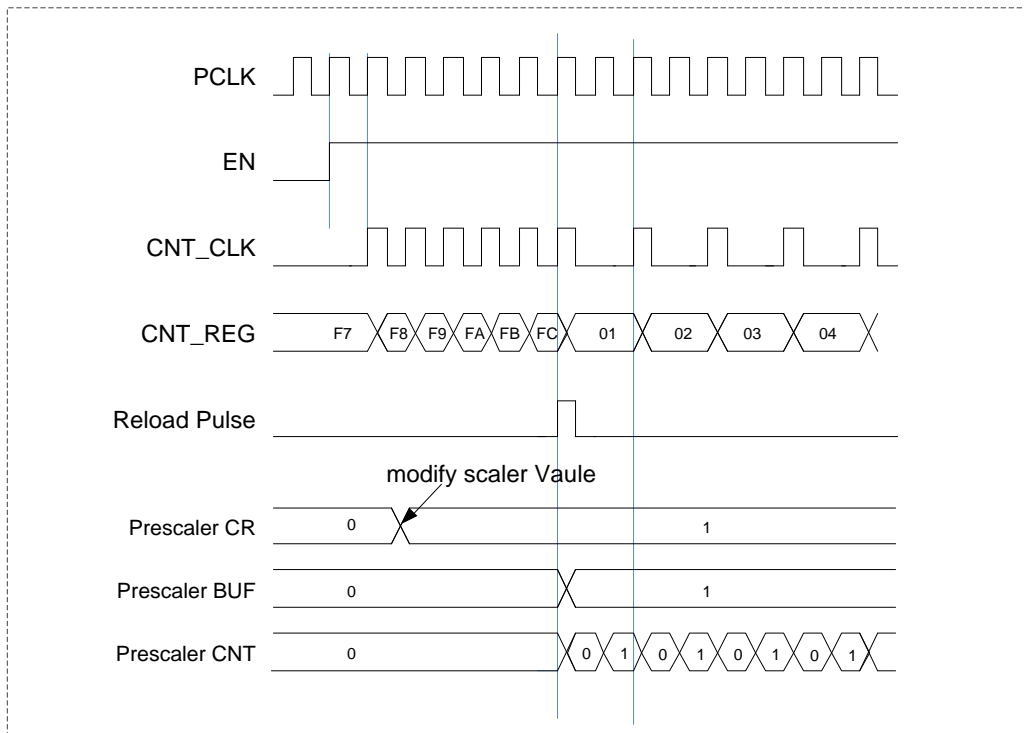 PCLK
EN
CNT_CLK
CNT_REG F7 F8 F9 FA FB FC 01 02 03 04
Reload Pulse
modify scaler Vaule
Prescaler CR 0 1
Prescaler BUF 0 1
Prescaler CNT 0 0 1 0 1 0 1 0 1